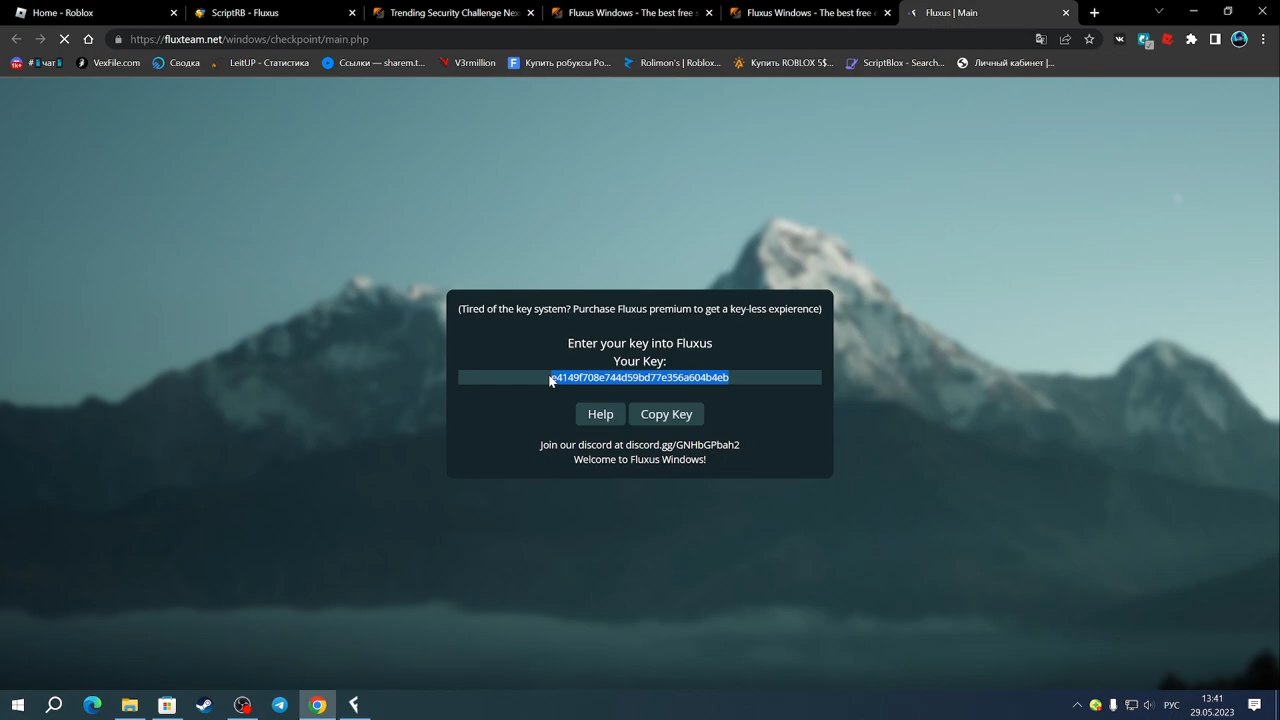 Home - Roblox
ScriptRB - Fluxus
Trending Security Challenge Nex
Fluxus Windows - The best free s
Fluxus Windows - The best free e
Fluxus | Main
https://fluxteam.net/windows/checkpoint/main.php
VexFile.com
Сводка
LeitUP - Статистика
Ссылки — sharem.t...
V3rmillion
Купить робуксы Ро...
Rolimon's | Roblox...
Купить ROBLOX 5$...
ScriptBlox - Search...
Личный кабинет |...
(Tired of the key system? Purchase Fluxus premium to get a key-less expierence)
Enter your key into Fluxus
Your Key:
e4149f708e744d59bd77e356a604b4eb
Help
Copy Key
Join our discord at discord.gg/GNHbGPbah2
Welcome to Fluxus Windows!
РУС
13:41
29.05.2023